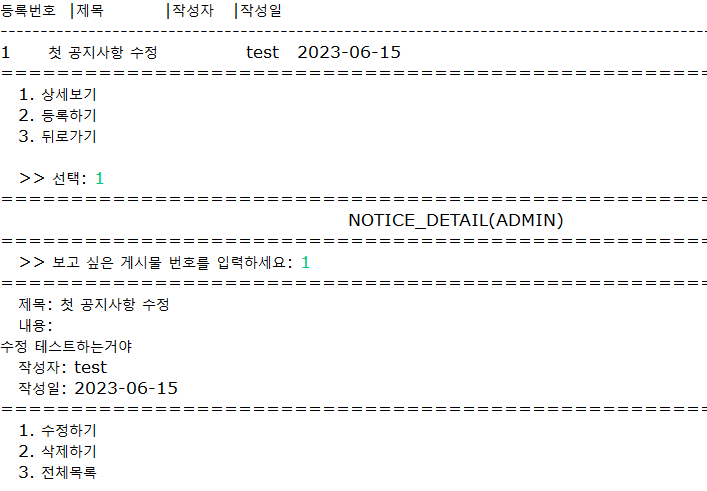 등록번호 |제목 |작성자 |작성일
--------------------------------------------------------------------------------
1 첫 공지사항 수정 test 2023-06-15
============================================================
1. 상세보기
2. 등록하기
3. 뒤로가기
>> 선택: 1
============================================================
NOTICE_DETAIL(ADMIN)
============================================================
>> 보고 싶은 게시물 번호를 입력하세요: 1
============================================================
제목: 첫 공지사항 수정
내용:
수정 테스트하는거야
작성자: test
작성일: 2023-06-15
============================================================
1. 수정하기
2. 삭제하기
3. 전체목록